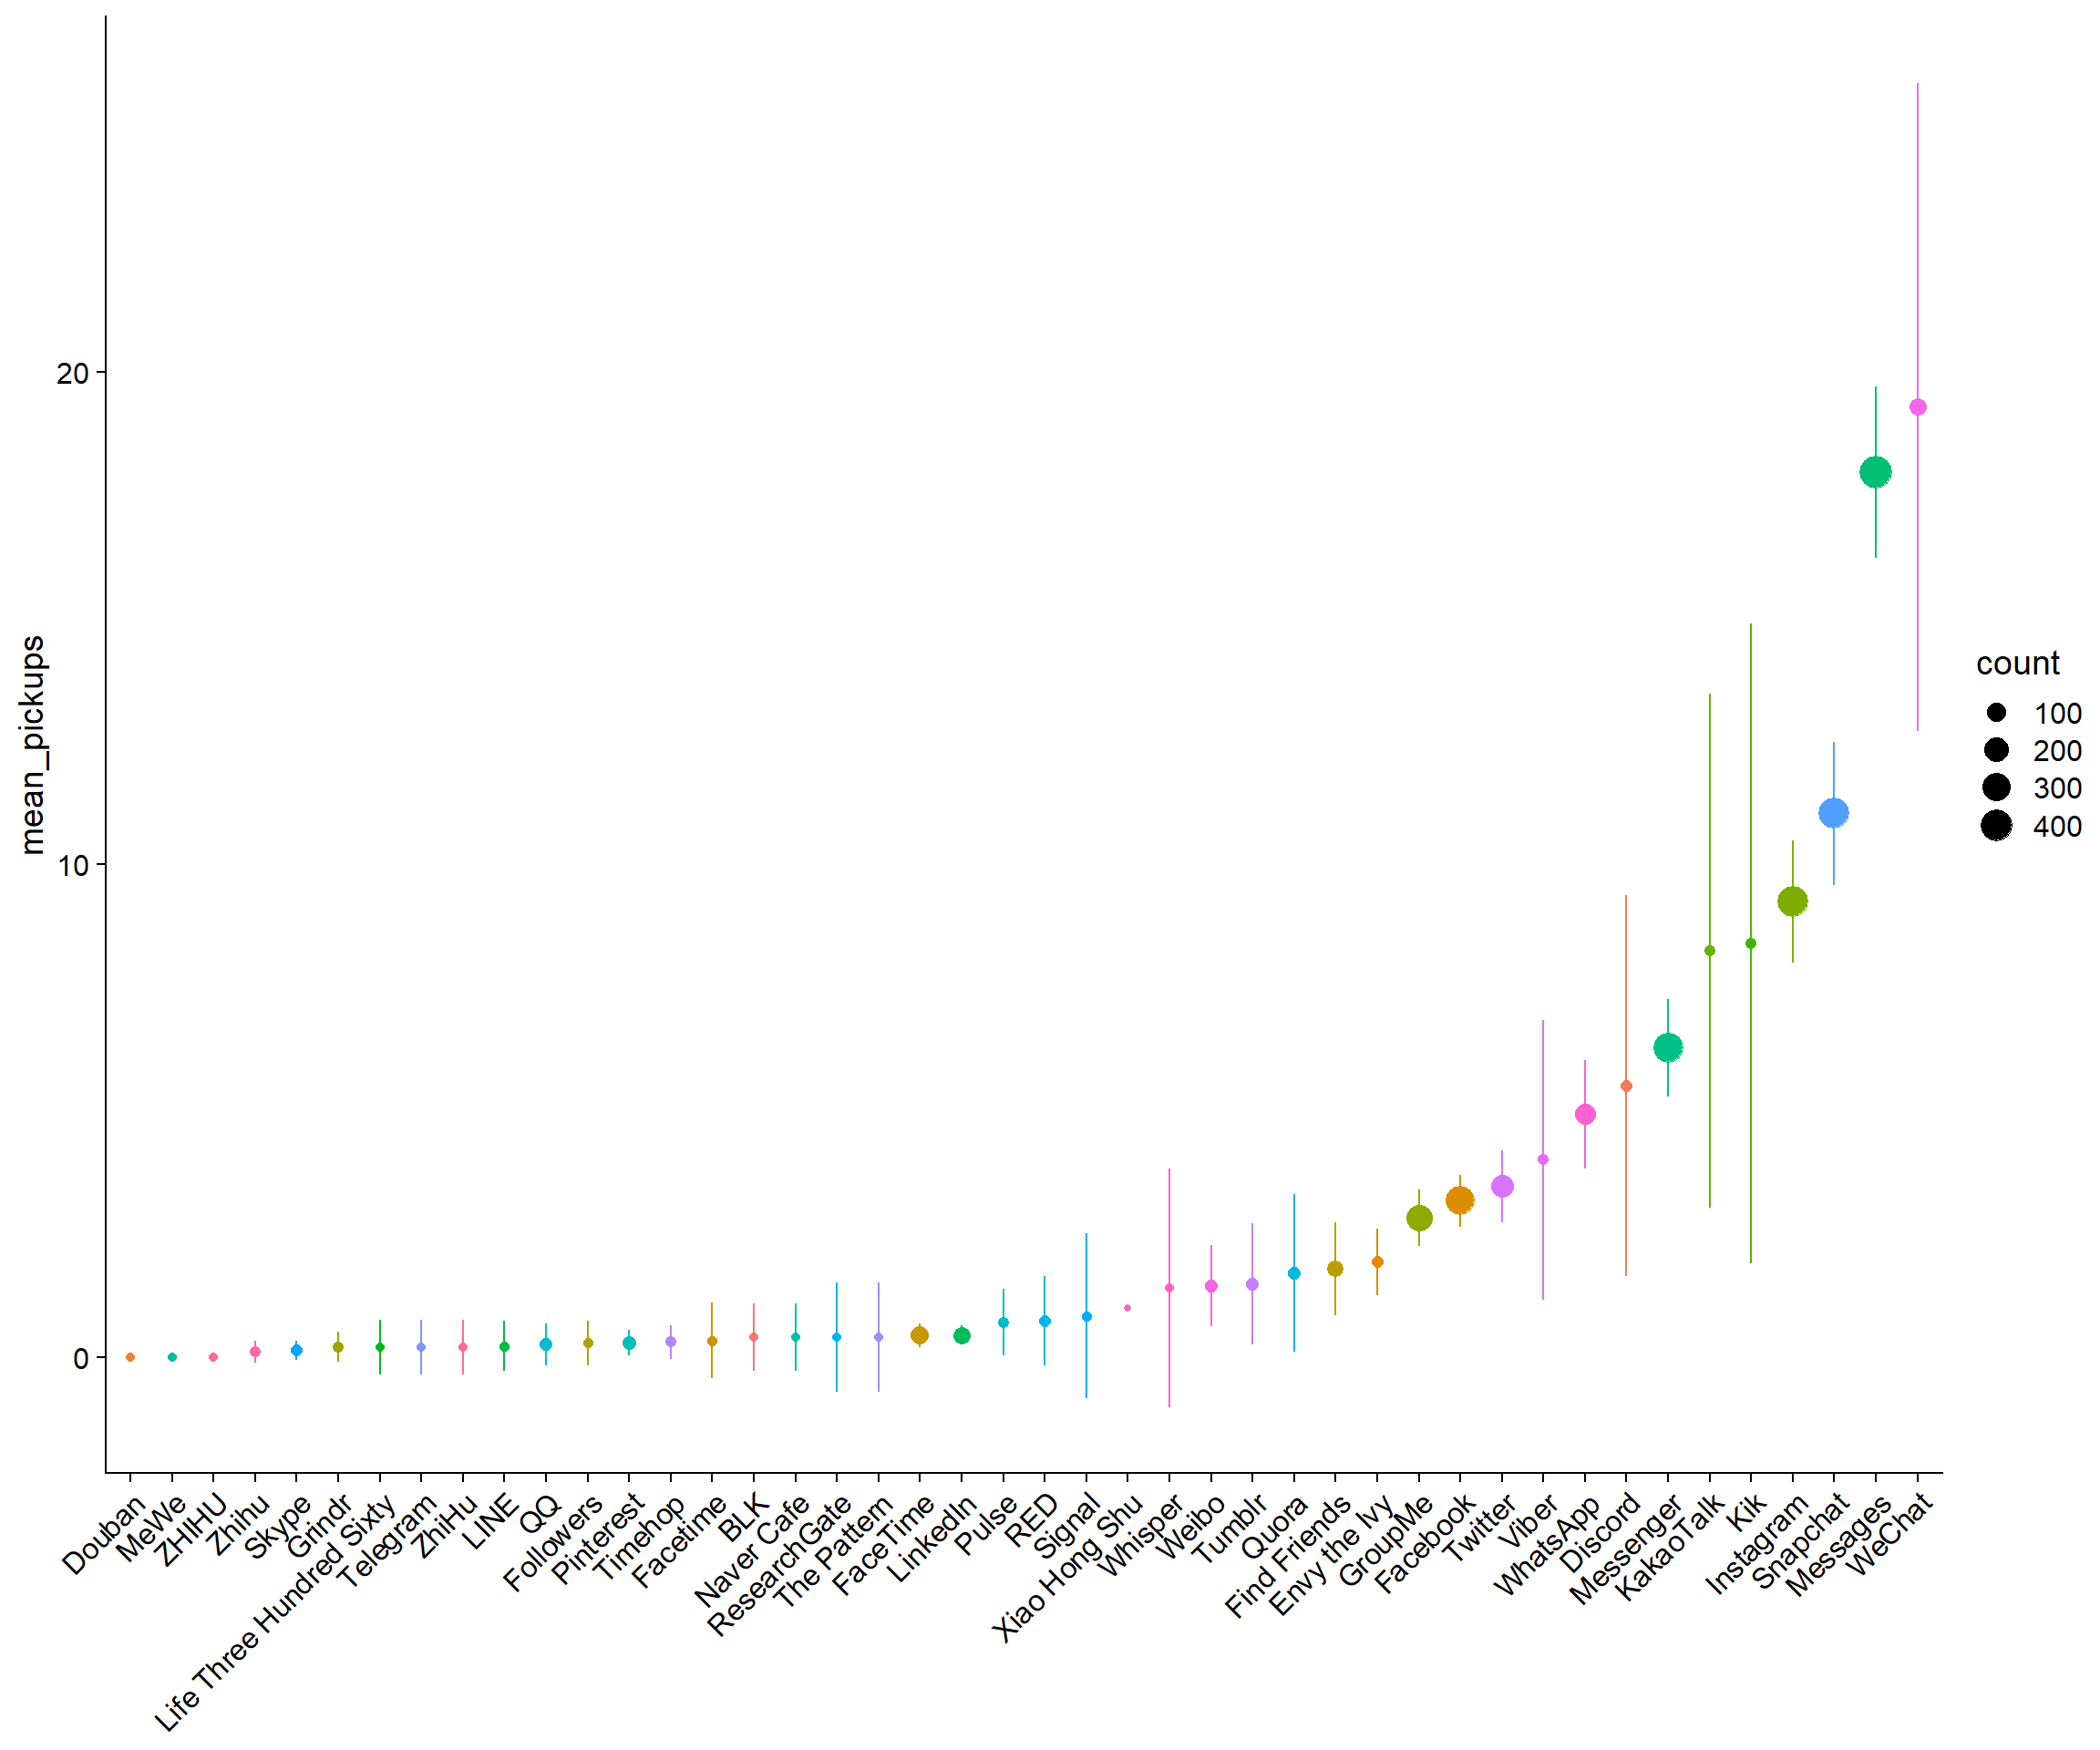 mean_pickups
20
10
0
Douban
MeWe
ZHIHU
Zhihu
Skype
Grindr
Life Three Hundred Sixty
Telegram
ZhiHu
LINE
QQ
Followers
Pinterest
Timehop
Facetime
BLK
Naver Cafe
ResearchGate
The Pattern
Face Time
LinkedIn
Pulse
RED
Signal
Xiao Hong Shu
Whisper
Weibo
Tumblr
Quora
Find Friends
Envy the Ivy
GroupMe
Facebook
Twitter
Viber
WhatsApp
Discord
Messenger
KakaoTalk
Kik
Instagram
Snapchat
Messages
WeChat
count
100
200
300
400